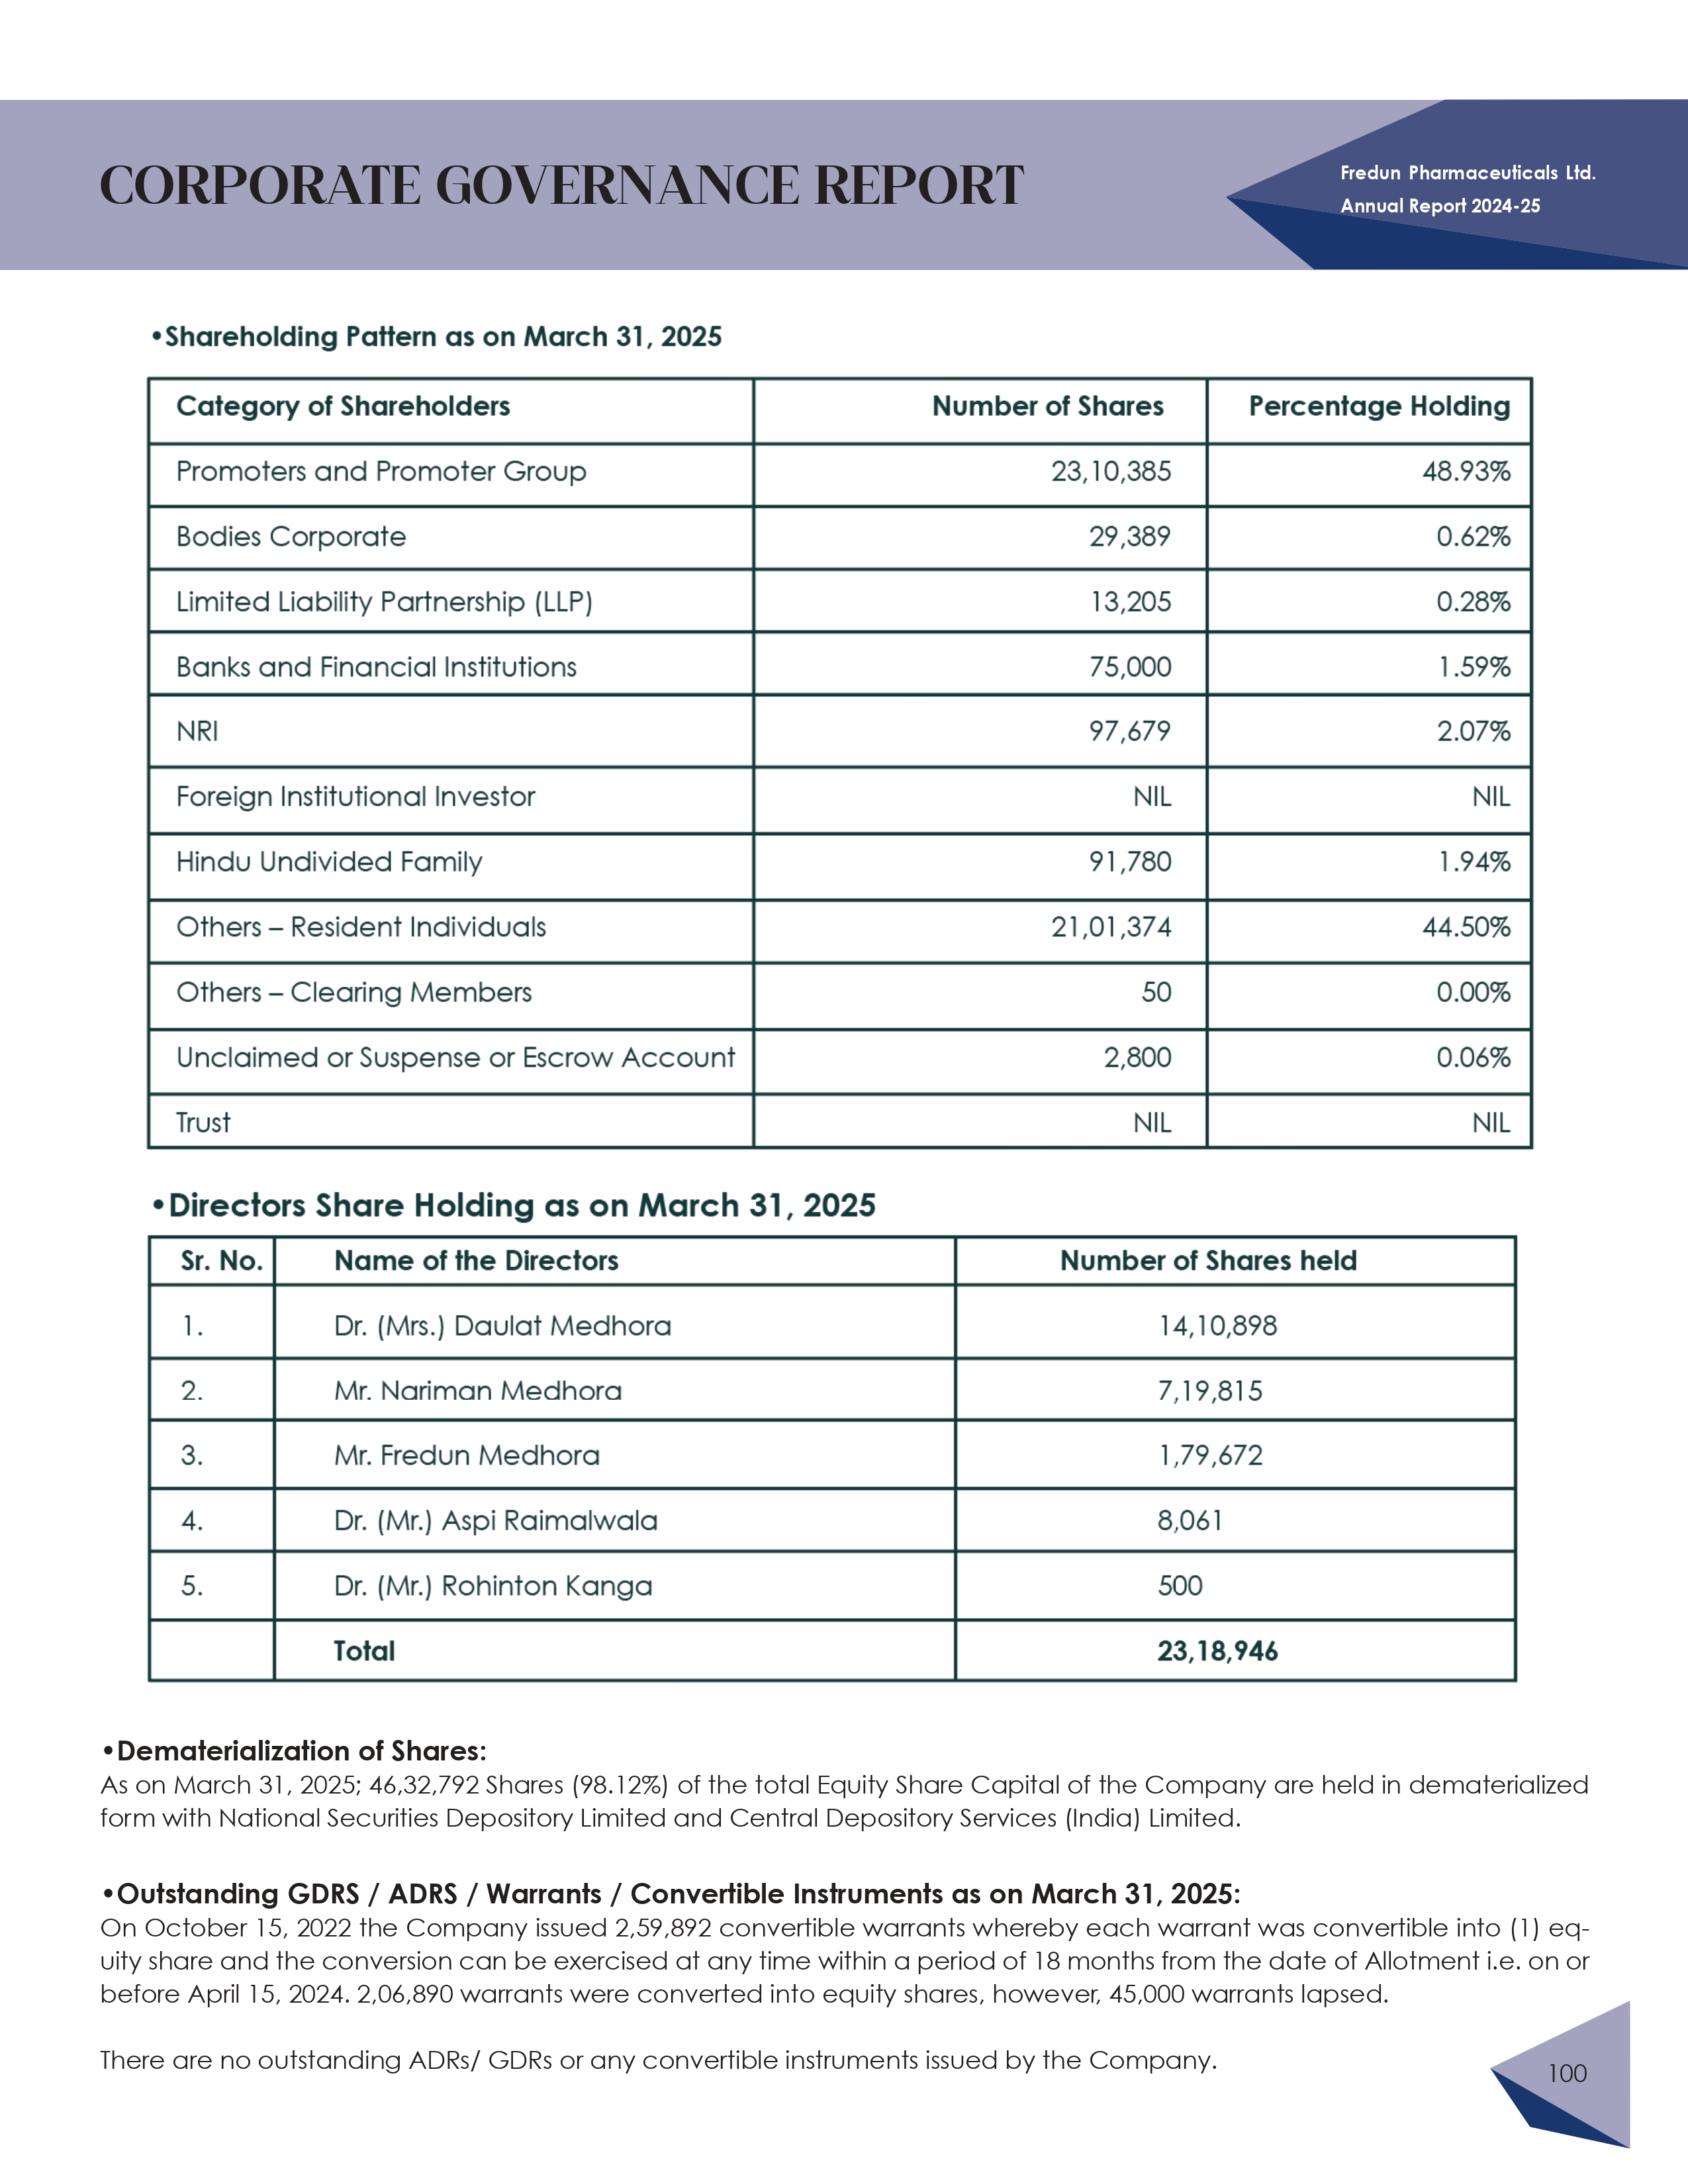 CORPORATE GOVERNANCE REPORT
Fredun Pharmaceuticals Ltd.
Annual Report 2024-25
•Shareholding Pattern as on March 31, 2025
Category of Shareholders Number of Shares Percentage Holding
Promoters and Promoter Group 23,10,385 48.93%
Bodies Corporate 29,389 0.62%
Limited Liability Partnership (LLP) 13,205 0.28%
Banks and Financial Institutions 75,000 1.59%
NRI 97,679 2.07%
Foreign Institutional Investor NIL NIL
Hindu Undivided Family 91,780 1.94%
Others – Resident Individuals 21,01,374 44.50%
Others – Clearing Members 50 0.00%
Unclaimed or Suspense or Escrow Account 2,800 0.06%
Trust NIL NIL
•Directors Share Holding as on March 31, 2025
Sr. No. Name of the Directors Number of Shares held
1. Dr. (Mrs.) Daulat Medhora 14,10,898
2. Mr. Nariman Medhora 7,19,815
3. Mr. Fredun Medhora 1,79,672
4. Dr. (Mr.) Aspi Raimalwala 8,061
5. Dr. (Mr.) Rohinton Kanga 500
Total 23,18,946
•Dematerialization of Shares:
As on March 31, 2025; 46,32,792 Shares (98.12%) of the total Equity Share Capital of the Company are held in dematerialized
form with National Securities Depository Limited and Central Depository Services (India) Limited.
•Outstanding GDRS / ADRS / Warrants / Convertible Instruments as on March 31, 2025:
On October 15, 2022 the Company issued 2,59,892 convertible warrants whereby each warrant was convertible into (1) eq-
uity share and the conversion can be exercised at any time within a period of 18 months from the date of Allotment i.e. on or
before April 15, 2024. 2,06,890 warrants were converted into equity shares, however, 45,000 warrants lapsed.
There are no outstanding ADRs/ GDRs or any convertible instruments issued by the Company.
100